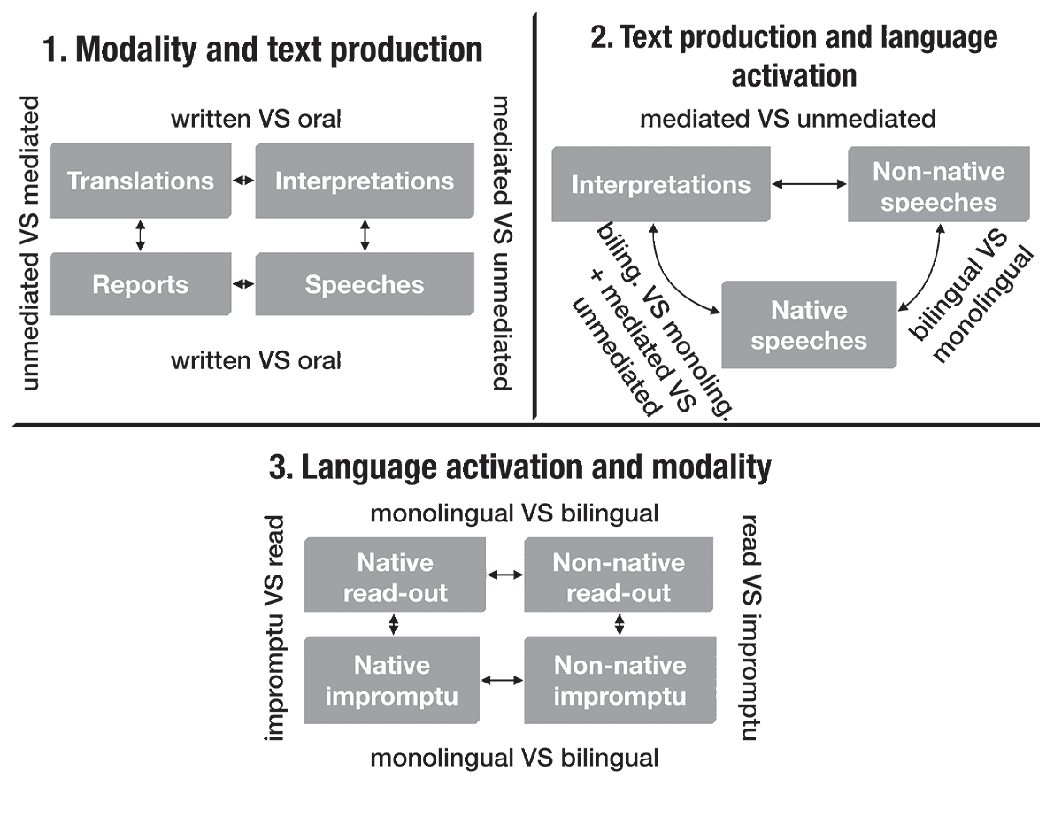 1. Modality and text production
written VS oral
unmediated VS mediated
Translations
Interpretations
mediated VS unmediated
Reports
Speeches
written VS oral
2. Text production and language
activation
mediated VS unmediated
Interpretations
Non-native
speeches
biling. VS monoling.
+ mediated VS
unmediated
Native
speeches
bilingual VS
monolingual
3. Language activation and modality
monolingual VS bilingual
impromptu VS read
Native
read-out
Non-native
read-out
read VS impromptu
Native
impromptu
Non-native
impromptu
monolingual VS bilingual